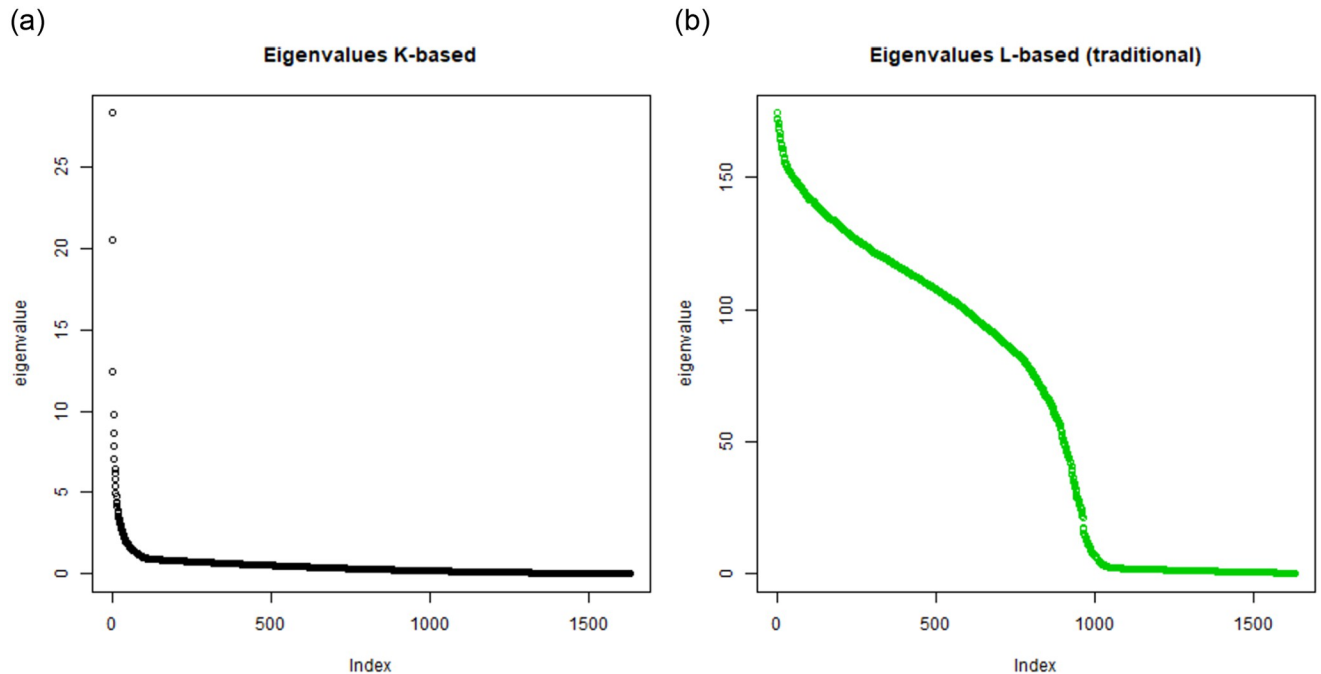 (a)
Eigenvalues K-based
eigenvalue
25
20
15
10
5
0
0 500 1000 1500
Index
(b)
Eigenvalues L-based (traditional)
eigenvalue
150
100
50
0
0 500 1000 1500
Index